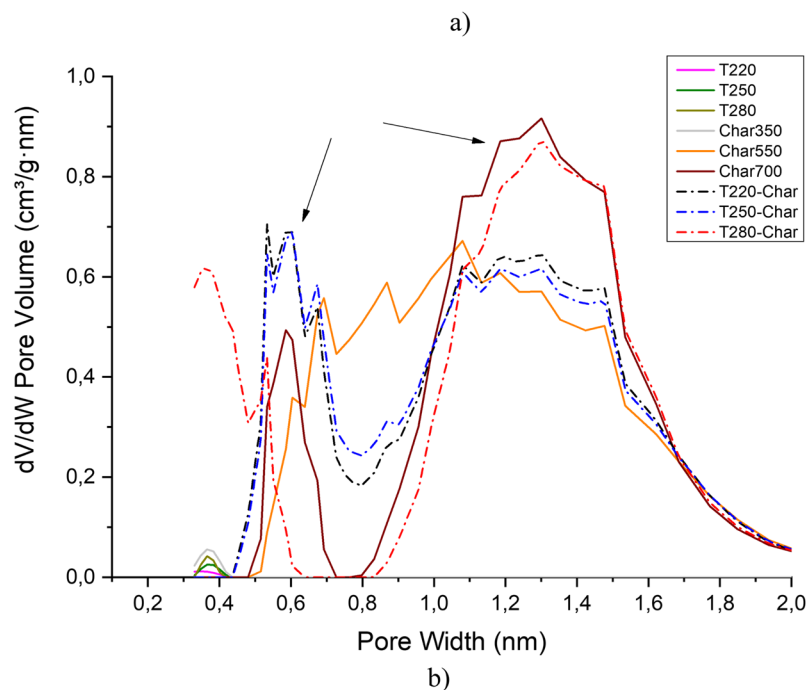 a)
1,0
0,8
0,6
0,4
0,2
0,0
dV/dW Pore Volume (cm³/g·nm)
T220
T250
T280
Char350
Char550
Char700
T220-Char
T250-Char
T280-Char
0,2 0,4 0,6 0,8 1,0 1,2 1,4 1,6 1,8 2,0
Pore Width (nm)
b)